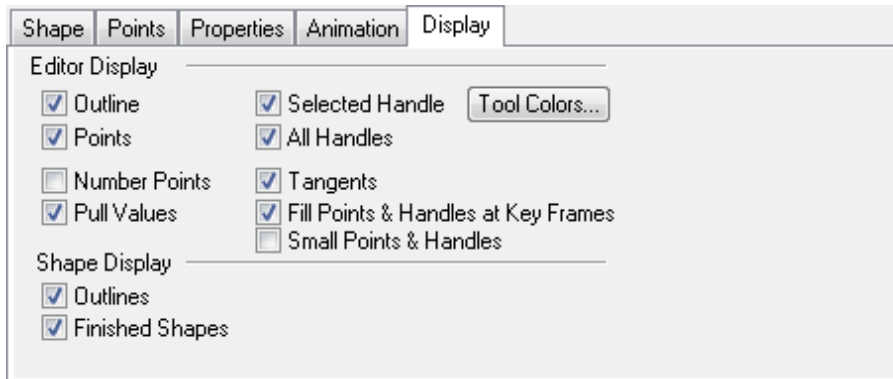 Shape Points Properties Animation Display
Editor Display
Outline Selected Handle Tool Colors...
Points All Handles
Number Points Tangents
Pull Values Fill Points & Handles at Key Frames
Small Points & Handles
Shape Display
Outlines
Finished Shapes